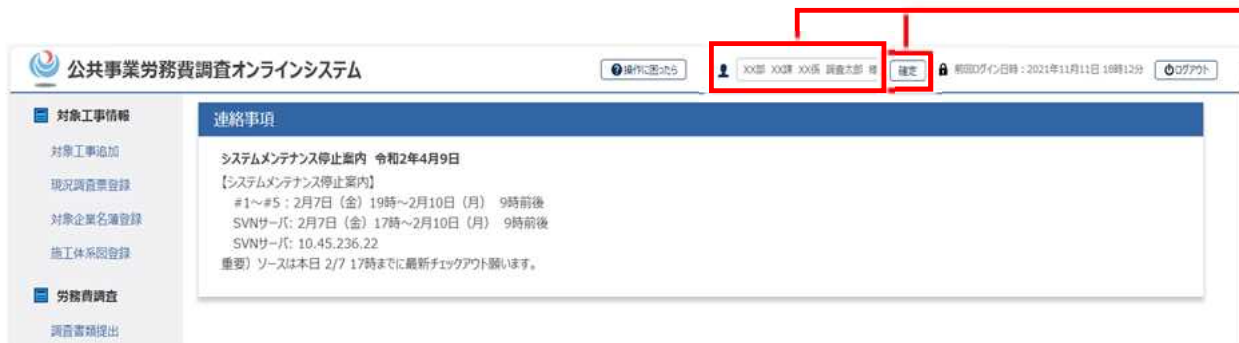 公共事業労務費調査オンラインシステム
操作に困ったら
XX部 XX課 XX係 調査太郎 様
確定
前回ログイン日時:2021年11月11日 16時12分
ログアウト
対象工事情報
対象工事追加
現況調査票登録
対象企業名簿登録
施工体系図登録
労務費調査
調査書類提出
連絡事項
システムメンテナンス停止案内 令和2年4月9日
【システムメンテナンス停止案内】
#1~#5:2月7日(金)19時~2月10日(月) 9時前後
SVNサーバ: 2月7日(金)17時~2月10日(月) 9時前後
SVNサーバ: 10.45.236.22
重要)ソースは本日 2/7 17時までに最新チェックアウト願います。